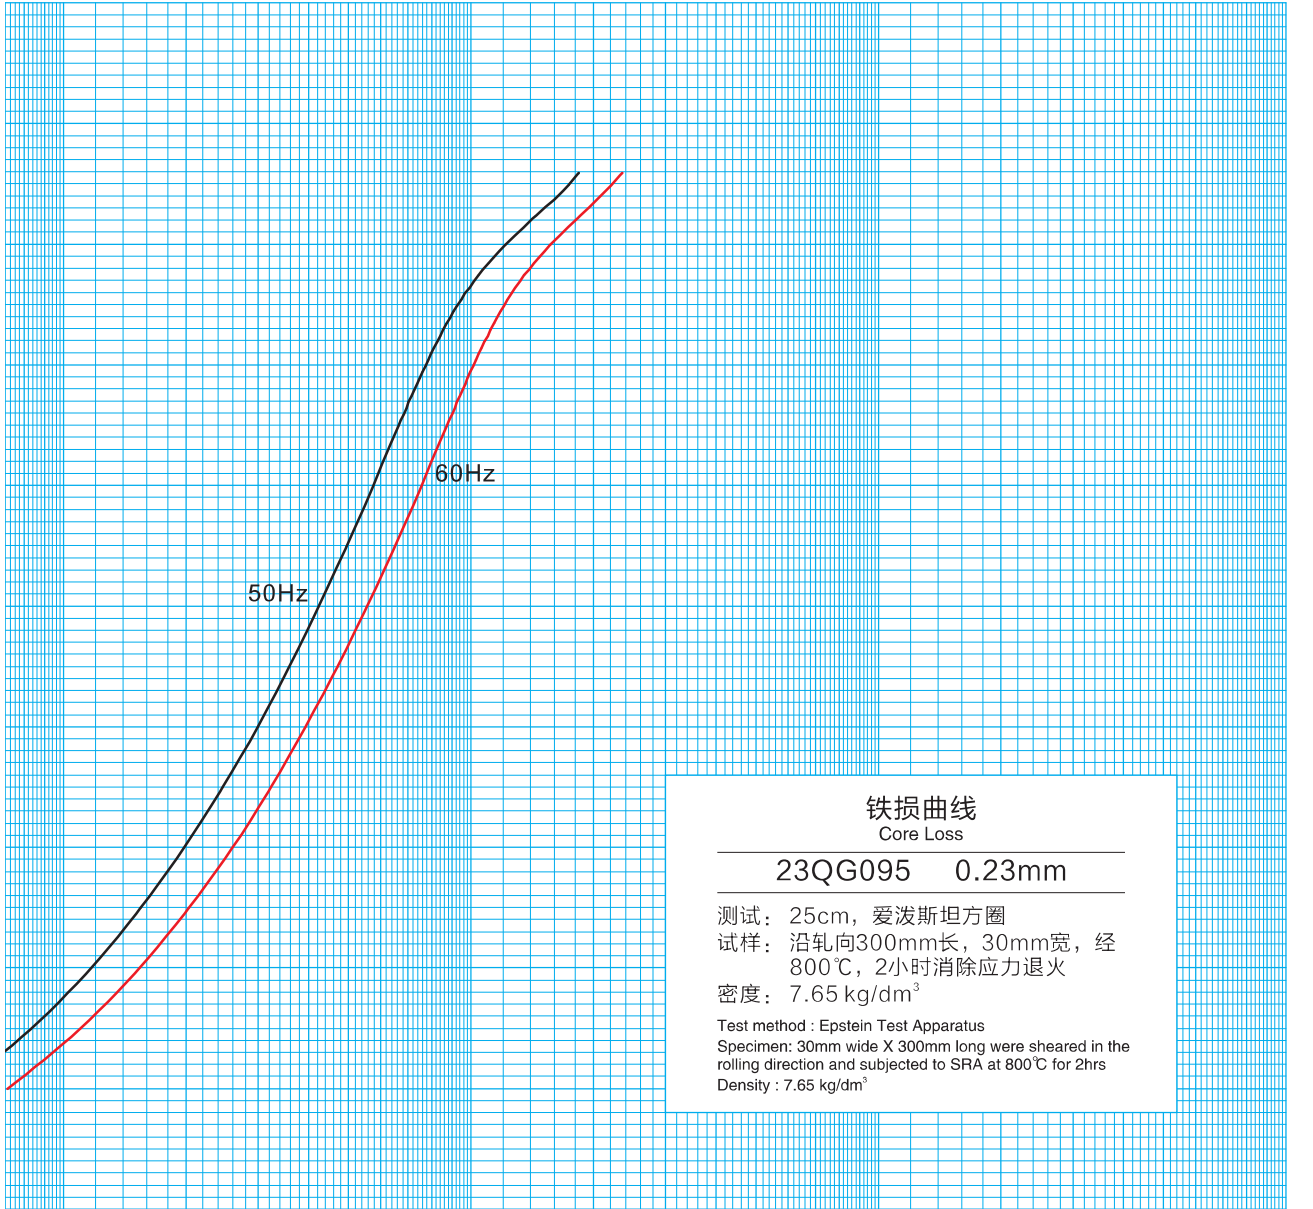 60Hz
50Hz
铁损曲线
Core Loss
23QG095 0.23mm
测试： 25cm，爱泼斯坦方圈
试样： 沿轧向300mm长，30mm宽，经
800℃，2小时消除应力退火
密度： 7.65 kg/dm³
Test method : Epstein Test Apparatus
Specimen: 30mm wide X 300mm long were sheared in the
rolling direction and subjected to SRA at 800℃ for 2hrs
Density : 7.65 kg/dm³